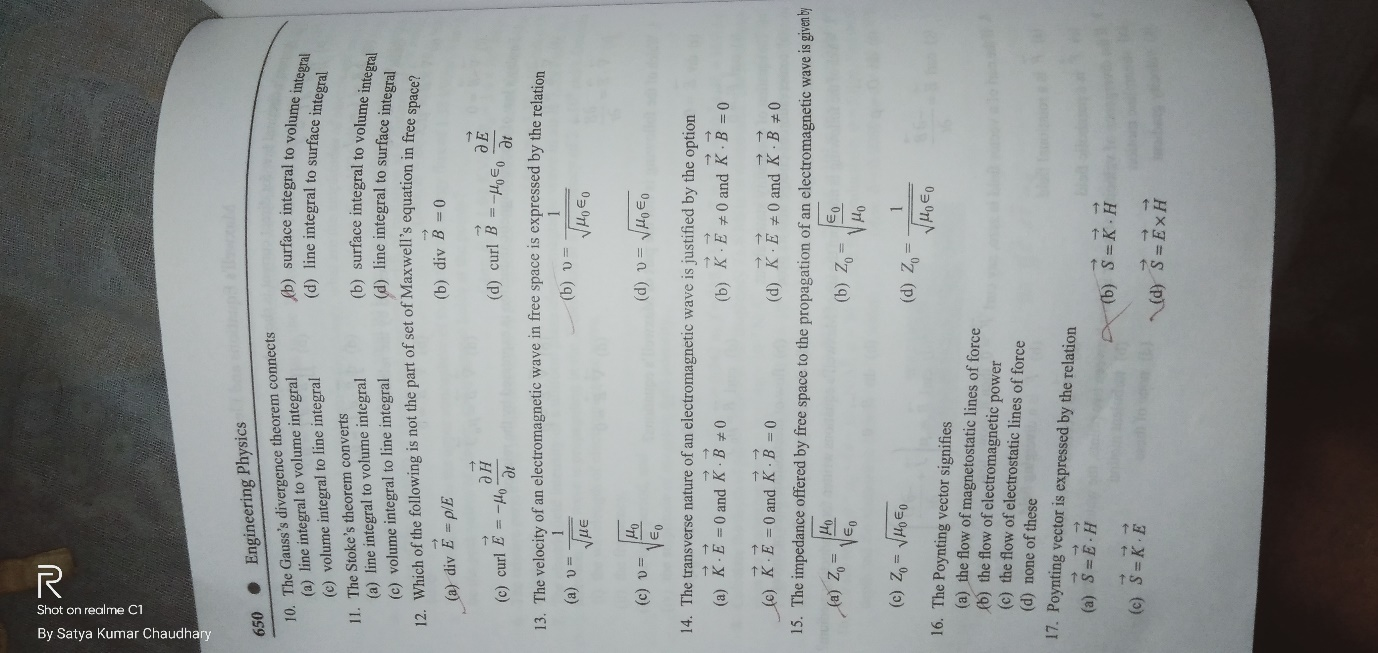 650 ● Engineering Physics
10. The Gauss's divergence theorem connects
(a) line integral to volume integral (b) surface integral to volume integral
(c) volume integral to line integral (d) line integral to surface integral
11. The Stoke's theorem converts
(a) line integral to volume integral (b) surface integral to volume integral
(c) volume integral to line integral (d) line integral to surface integral
12. Which of the following is not the part of set of Maxwell's equation in free space?
(a) div E⃗ = ρ/E (b) div B⃗ = 0
(c) curl E⃗ = −μ₀ ∂H⃗/∂t (d) curl B⃗ = −μ₀∈₀ ∂E⃗/∂t
13. The velocity of an electromagnetic wave in free space is expressed by the relation
(a) υ = 1/√(μ∈) (b) υ = 1/√(μ₀∈₀)
(c) υ = √(μ₀/∈₀) (d) υ = √(μ₀∈₀)
14. The transverse nature of an electromagnetic wave is justified by the option
(a) K⃗ · E⃗ = 0 and K⃗ · B⃗ ≠ 0 (b) K⃗ · E⃗ ≠ 0 and K⃗ · B⃗ = 0
(c) K⃗ · E⃗ = 0 and K⃗ · B⃗ = 0 (d) K⃗ · E⃗ ≠ 0 and K⃗ · B⃗ ≠ 0
15. The impedance offered by free space to the propagation of an electromagnetic wave is given by
(a) Z₀ = √(μ₀/∈₀) (b) Z₀ = √(∈₀/μ₀)
(c) Z₀ = √(μ₀∈₀) (d) Z₀ = 1/√(μ₀∈₀)
16. The Poynting vector signifies
(a) the flow of magnetostatic lines of force
(b) the flow of electromagnetic power
(c) the flow of electrostatic lines of force
(d) none of these
17. Poynting vector is expressed by the relation
(a) S⃗ = E⃗ · H⃗ (b) S⃗ = K⃗ · H⃗
(c) S⃗ = K⃗ · E⃗ (d) S⃗ = E⃗ × H⃗
R
Shot on realme C1
By Satya Kumar Chaudhary